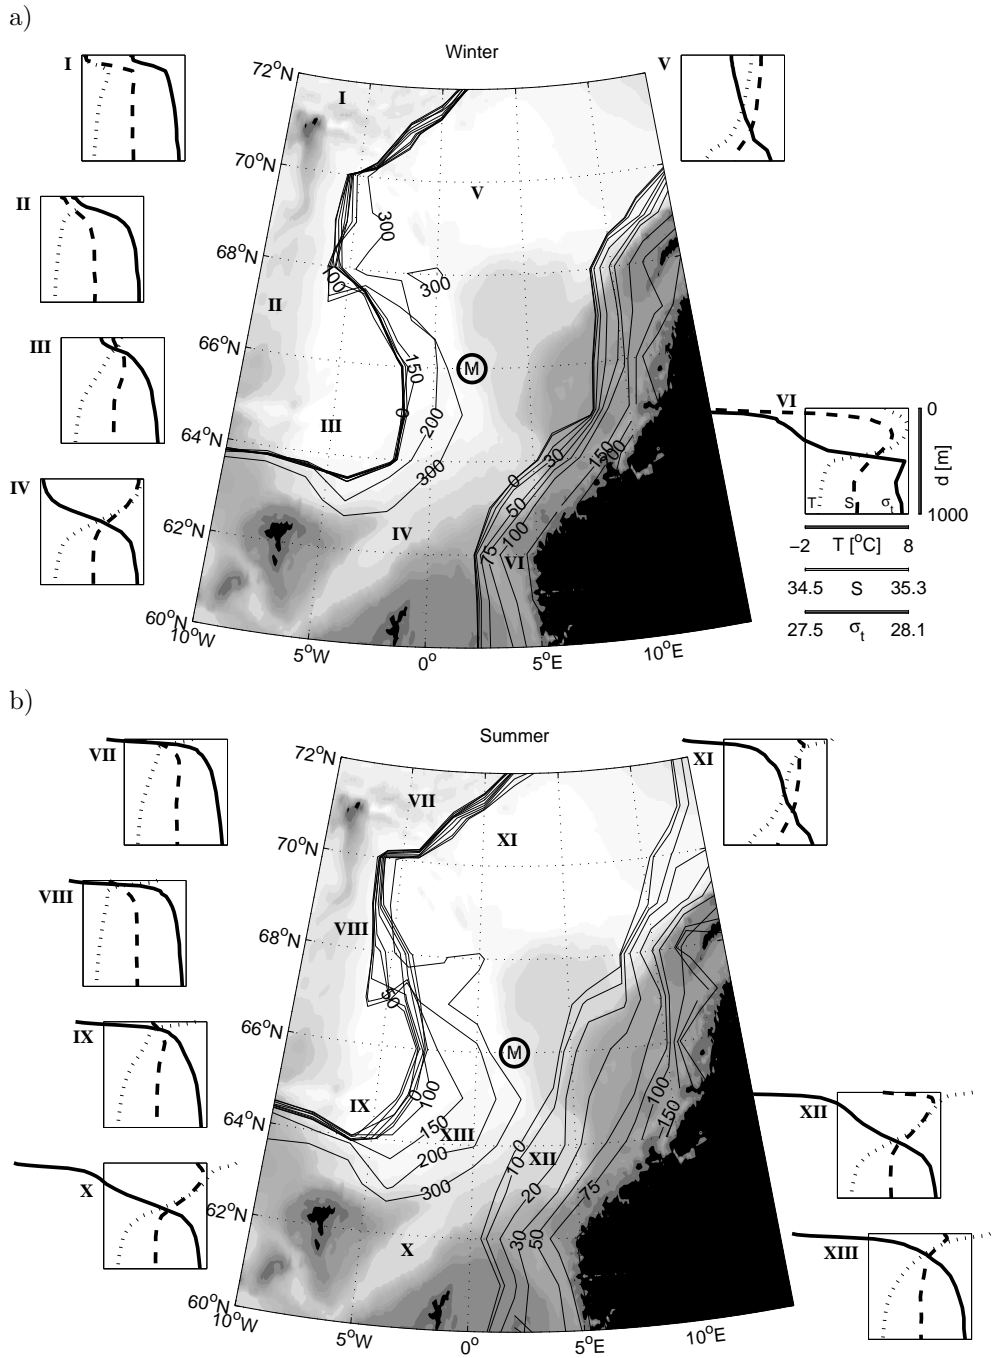 a)
Winter
I
II
III
IV
V
VI
72°N
70°N
68°N
66°N
64°N
62°N
60°N
10°W
5°W
0°
5°E
10°E
I
II
III
IV
V
VI
M
300
300
100
150
0
200
300
30
0
50
100
75
150
T
S
σt
0
d [m]
1000
−2 T [°C] 8
34.5 S 35.3
27.5 σt 28.1
b)
Summer
VII
VIII
IX
X
XI
XII
XIII
72°N
70°N
68°N
66°N
64°N
62°N
60°N
10°W
5°W
0°
5°E
10°E
VII
VIII
IX
X
XI
XII
XIII
M
50
0
100
150
200
300
0
10
20
30
50
75
100
150